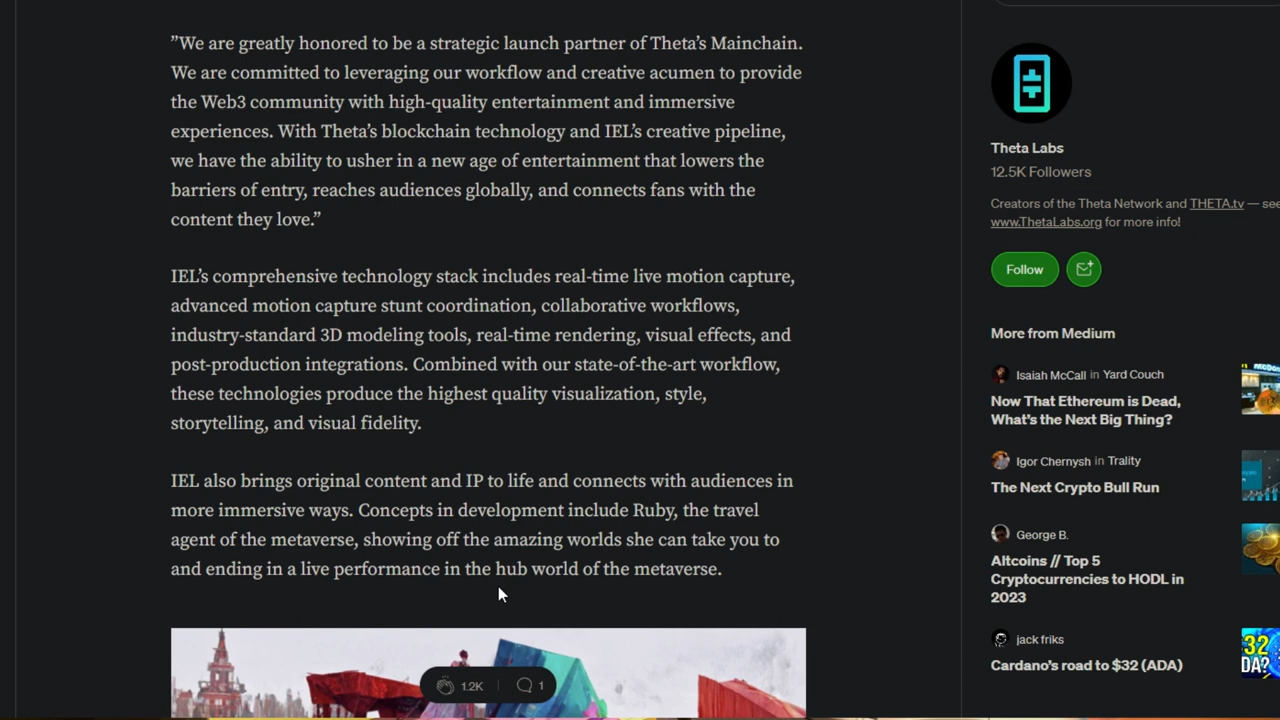 ”We are greatly honored to be a strategic launch partner of Theta’s Mainchain.
We are committed to leveraging our workflow and creative acumen to provide
the Web3 community with high-quality entertainment and immersive
experiences. With Theta’s blockchain technology and IEL’s creative pipeline,
we have the ability to usher in a new age of entertainment that lowers the
barriers of entry, reaches audiences globally, and connects fans with the
content they love.”
IEL’s comprehensive technology stack includes real-time live motion capture,
advanced motion capture stunt coordination, collaborative workflows,
industry-standard 3D modeling tools, real-time rendering, visual effects, and
post-production integrations. Combined with our state-of-the-art workflow,
these technologies produce the highest quality visualization, style,
storytelling, and visual fidelity.
IEL also brings original content and IP to life and connects with audiences in
more immersive ways. Concepts in development include Ruby, the travel
agent of the metaverse, showing off the amazing worlds she can take you to
and ending in a live performance in the hub world of the metaverse.
1.2K 1
Theta Labs
12.5K Followers
Creators of the Theta Network and THETA.tv — see
www.ThetaLabs.org for more info!
Follow
More from Medium
Isaiah McCall in Yard Couch
Now That Ethereum is Dead,
What’s the Next Big Thing?
Igor Chernysh in Trality
The Next Crypto Bull Run
George B.
Altcoins // Top 5
Cryptocurrencies to HODL in
2023
jack friks
Cardano’s road to $32 (ADA)
32
DA?